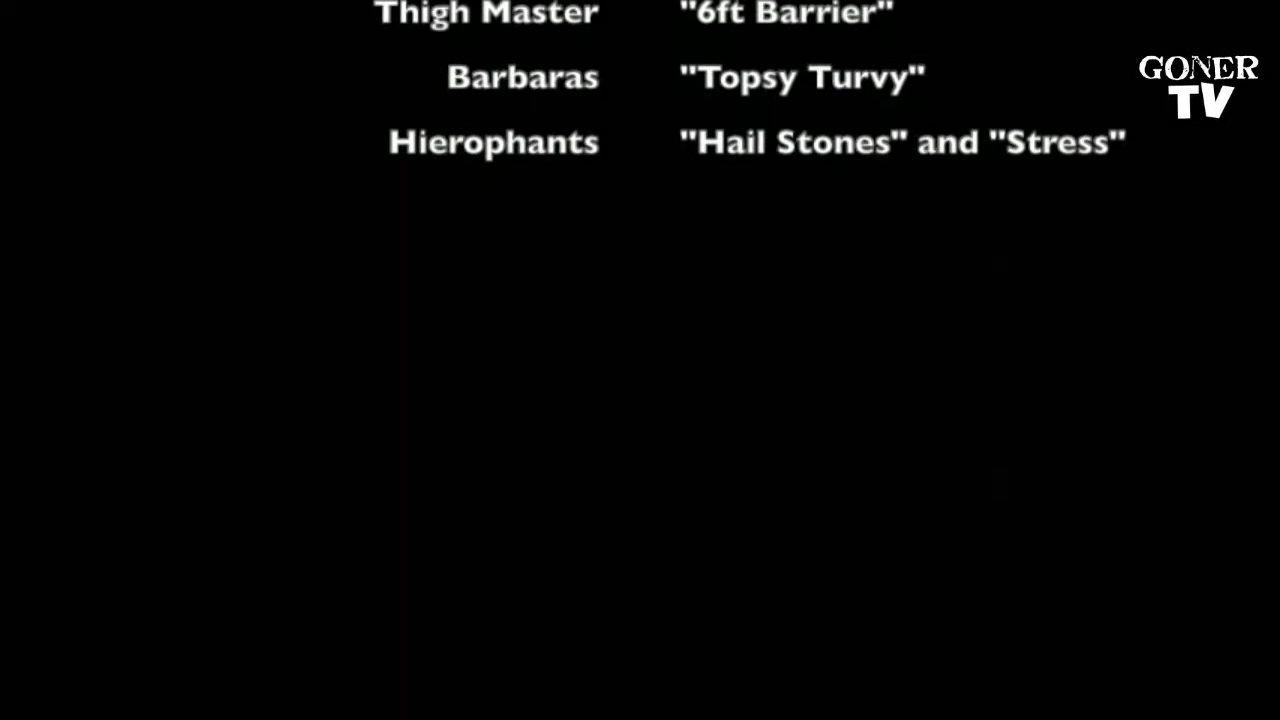 Thigh Master "6ft Barrier"
Barbaras "Topsy Turvy"
Hierophants "Hail Stones" and "Stress"
GONER
TV